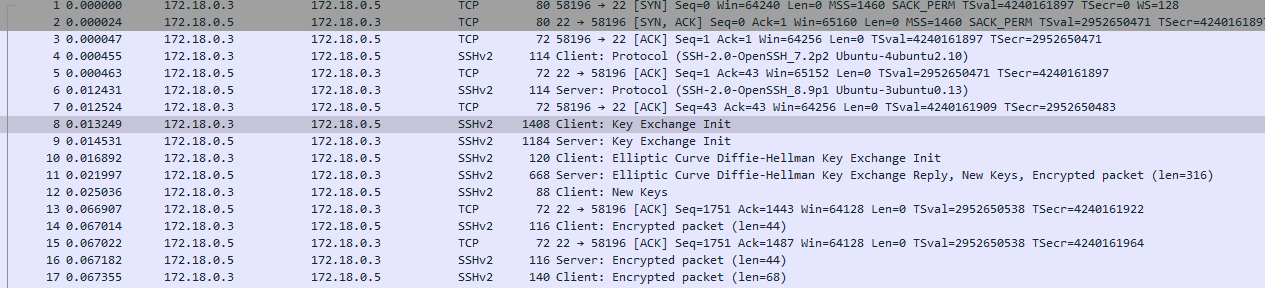 1 0.000000 172.18.0.3 172.18.0.5 TCP 80 58196 → 22 [SYN] Seq=0 Win=64240 Len=0 MSS=1460 SACK_PERM TSval=4240161897 TSecr=0 WS=128
2 0.000024 172.18.0.5 172.18.0.3 TCP 80 22 → 58196 [SYN, ACK] Seq=0 Ack=1 Win=65160 Len=0 MSS=1460 SACK_PERM TSval=2952650471 TSecr=4240161897
3 0.000047 172.18.0.3 172.18.0.5 TCP 72 58196 → 22 [ACK] Seq=1 Ack=1 Win=64256 Len=0 TSval=4240161897 TSecr=2952650471
4 0.000455 172.18.0.3 172.18.0.5 SSHv2 114 Client: Protocol (SSH-2.0-OpenSSH_7.2p2 Ubuntu-4ubuntu2.10)
5 0.000463 172.18.0.5 172.18.0.3 TCP 72 22 → 58196 [ACK] Seq=1 Ack=43 Win=65152 Len=0 TSval=2952650471 TSecr=4240161897
6 0.012431 172.18.0.5 172.18.0.3 SSHv2 114 Server: Protocol (SSH-2.0-OpenSSH_8.9p1 Ubuntu-3ubuntu0.13)
7 0.012524 172.18.0.3 172.18.0.5 TCP 72 58196 → 22 [ACK] Seq=43 Ack=43 Win=64256 Len=0 TSval=4240161909 TSecr=2952650483
8 0.013249 172.18.0.3 172.18.0.5 SSHv2 1408 Client: Key Exchange Init
9 0.014531 172.18.0.5 172.18.0.3 SSHv2 1184 Server: Key Exchange Init
10 0.016892 172.18.0.3 172.18.0.5 SSHv2 120 Client: Elliptic Curve Diffie-Hellman Key Exchange Init
11 0.021997 172.18.0.5 172.18.0.3 SSHv2 668 Server: Elliptic Curve Diffie-Hellman Key Exchange Reply, New Keys, Encrypted packet (len=316)
12 0.025036 172.18.0.3 172.18.0.5 SSHv2 88 Client: New Keys
13 0.066907 172.18.0.5 172.18.0.3 TCP 72 22 → 58196 [ACK] Seq=1751 Ack=1443 Win=64128 Len=0 TSval=2952650538 TSecr=4240161922
14 0.067014 172.18.0.3 172.18.0.5 SSHv2 116 Client: Encrypted packet (len=44)
15 0.067022 172.18.0.5 172.18.0.3 TCP 72 22 → 58196 [ACK] Seq=1751 Ack=1487 Win=64128 Len=0 TSval=2952650538 TSecr=4240161964
16 0.067182 172.18.0.5 172.18.0.3 SSHv2 116 Server: Encrypted packet (len=44)
17 0.067355 172.18.0.3 172.18.0.5 SSHv2 140 Client: Encrypted packet (len=68)